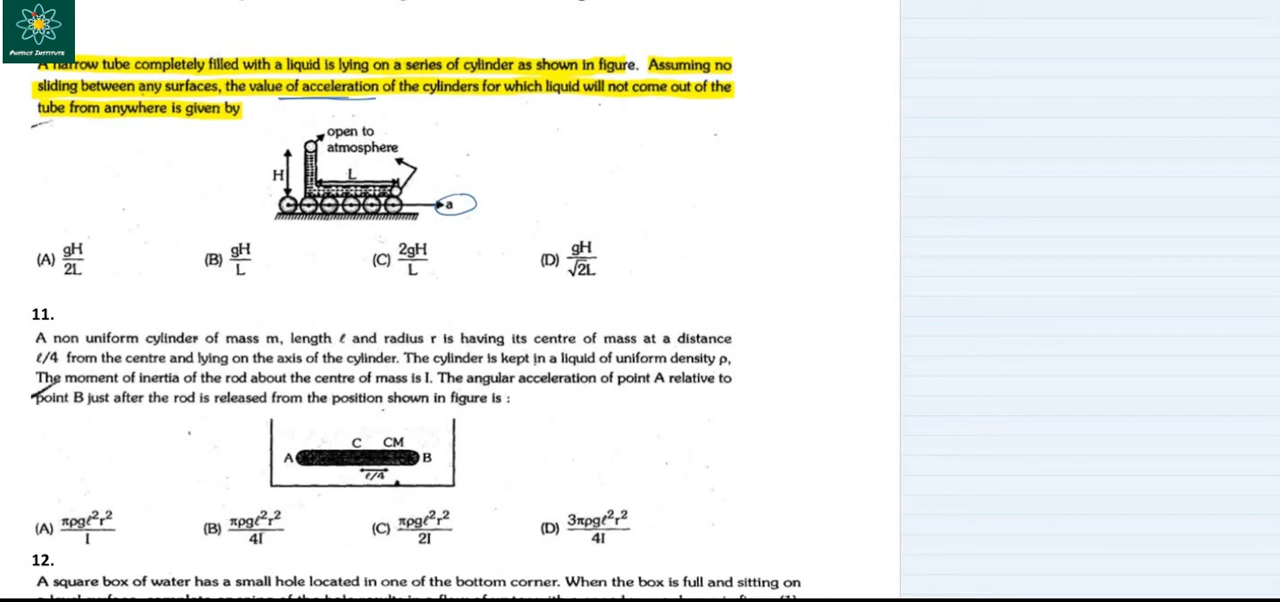 PHYSICS INSTITUTE
A narrow tube completely filled with a liquid is lying on a series of cylinder as shown in figure. Assuming no
sliding between any surfaces, the value of acceleration of the cylinders for which liquid will not come out of the
tube from anywhere is given by
open to
atmosphere
H
L
a
(A) gH/2L (B) gH/L (C) 2gH/L (D) gH/√2L
11.
A non uniform cylinder of mass m, length ℓ and radius r is having its centre of mass at a distance
ℓ/4 from the centre and lying on the axis of the cylinder. The cylinder is kept in a liquid of uniform density ρ,
The moment of inertia of the rod about the centre of mass is I. The angular acceleration of point A relative to
point B just after the rod is released from the position shown in figure is :
C CM
A B
ℓ/4
(A) πρgℓ²r²/I (B) πρgℓ²r²/4I (C) πρgℓ²r²/2I (D) 3πρgℓ²r²/4I
12.
A square box of water has a small hole located in one of the bottom corner. When the box is full and sitting on